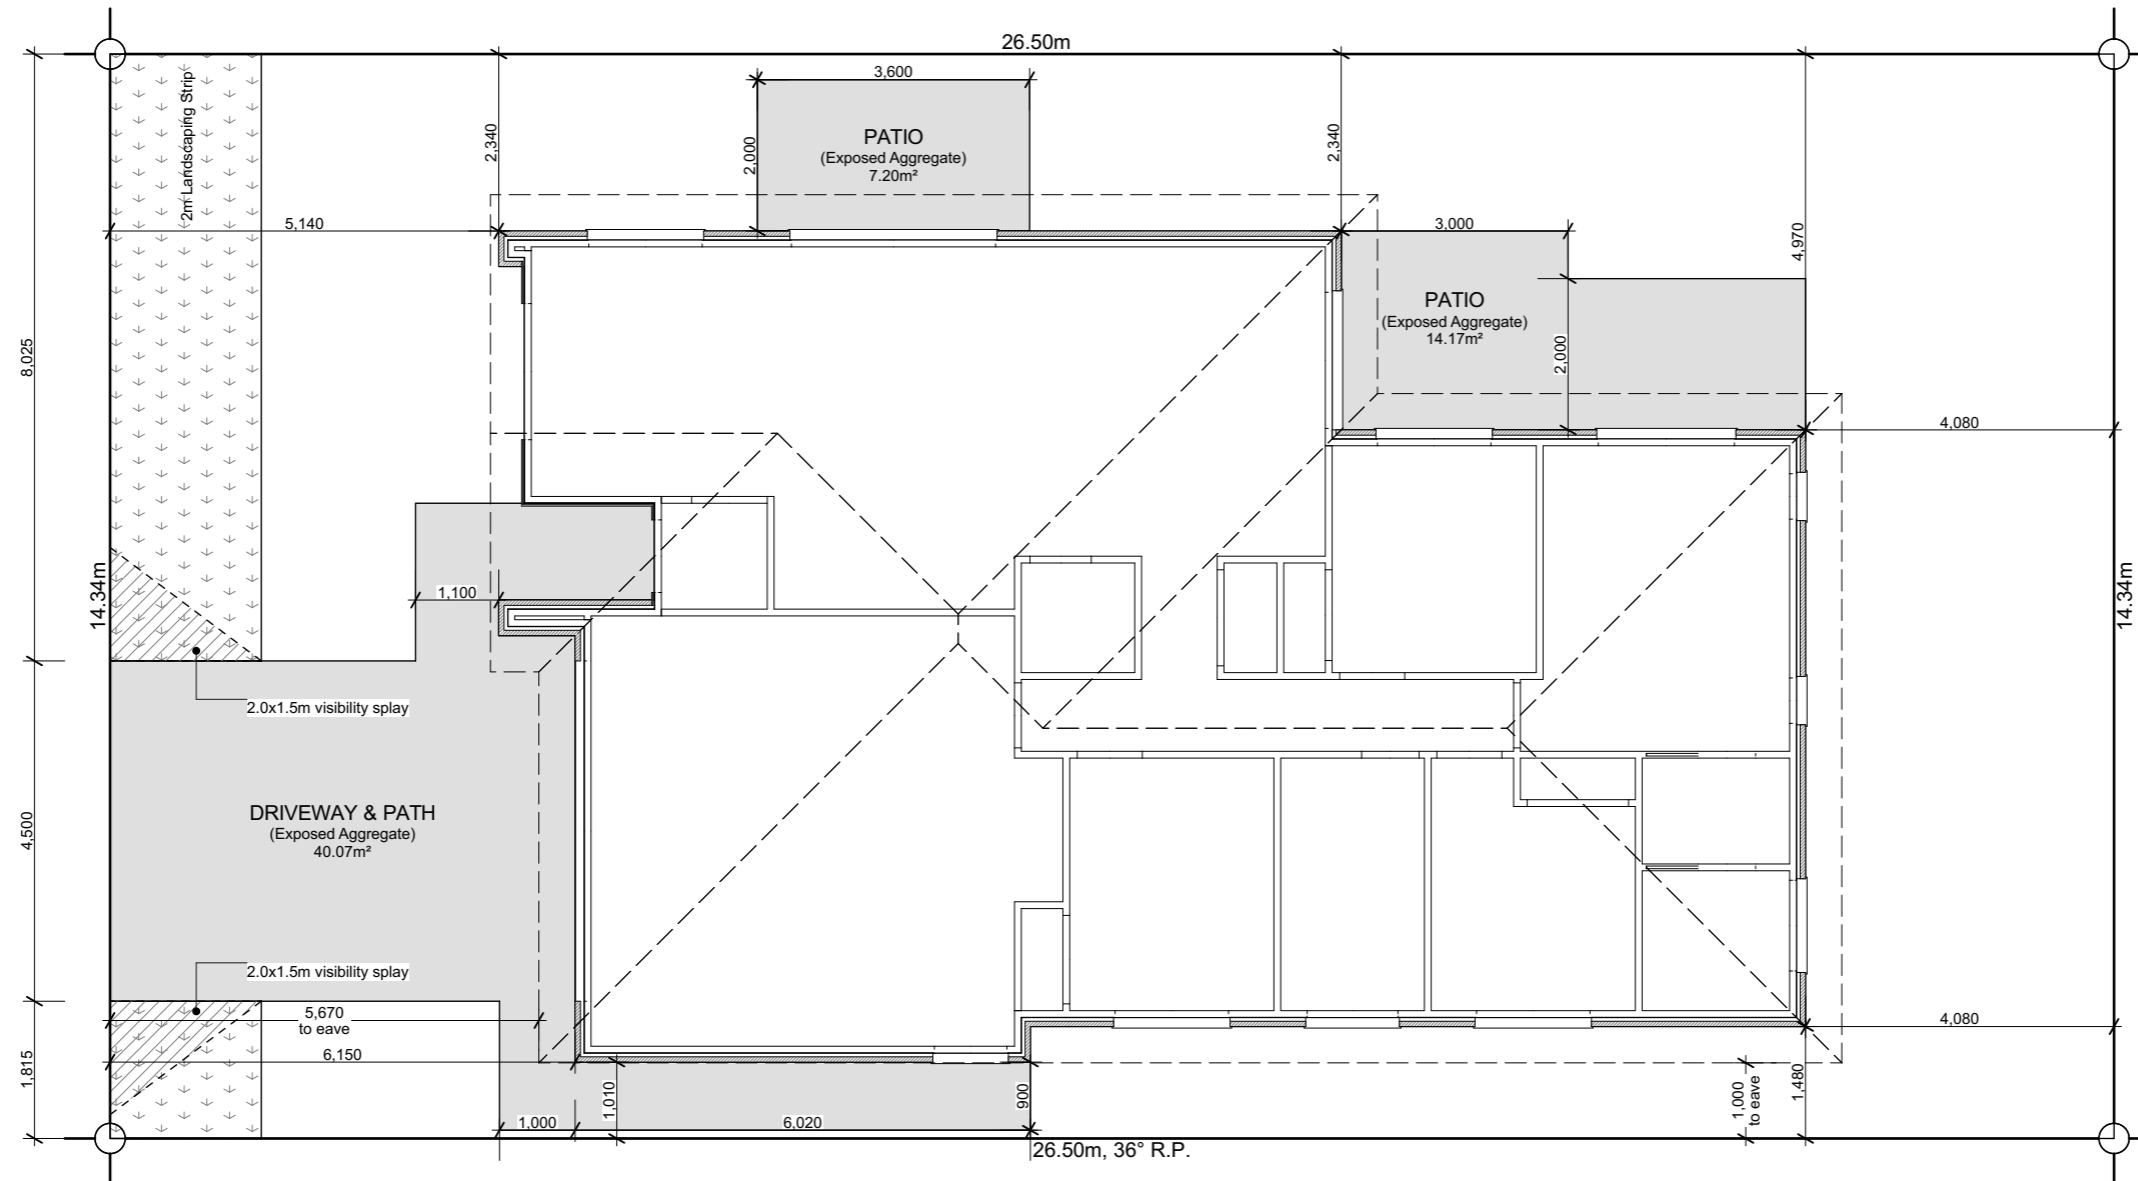 26.50m
3,600
2m Landscaping Strip
2,340
2,000
PATIO
(Exposed Aggregate)
7.20m²
2,340
5,140
3,000
4,970
PATIO
(Exposed Aggregate)
14.17m²
2,000
8,025
4,080
14.34m
14.34m
1,100
2.0x1.5m visibility splay
DRIVEWAY & PATH
(Exposed Aggregate)
40.07m²
4,500
2.0x1.5m visibility splay
5,670
to eave
4,080
6,150
1,815
1,010
900
1,000
to eave
1,480
1,000
6,020
26.50m, 36° R.P.